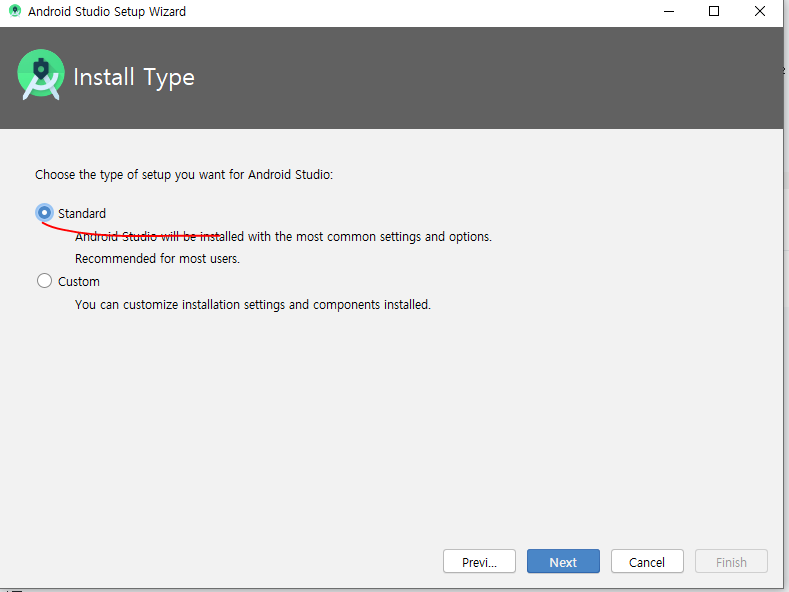 Android Studio Setup Wizard
Install Type
Choose the type of setup you want for Android Studio:
Standard
Android Studio will be installed with the most common settings and options.
Recommended for most users.
Custom
You can customize installation settings and components installed.
Previ... Next Cancel Finish